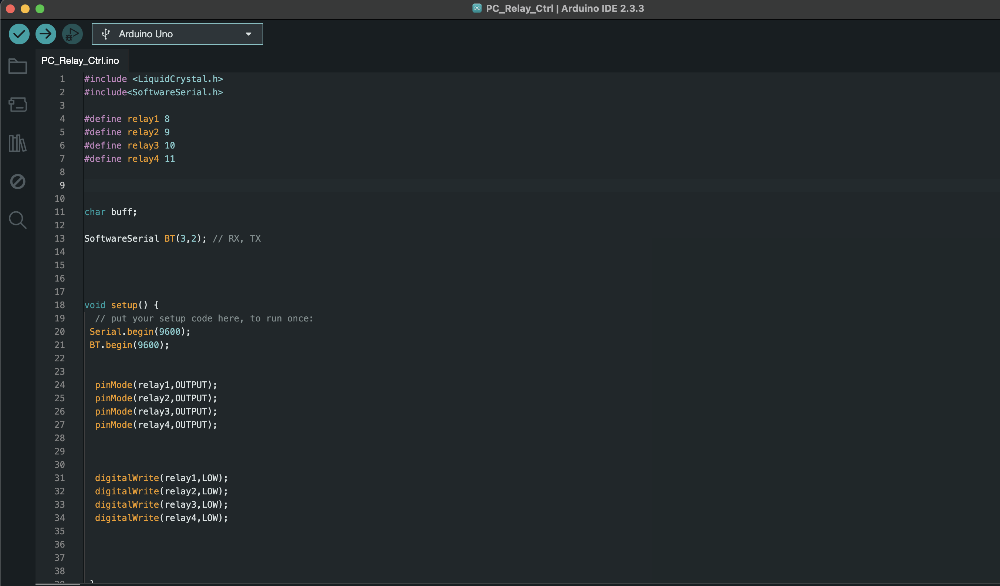 PC_Relay_Ctrl | Arduino IDE 2.3.3
Arduino Uno
PC_Relay_Ctrl.ino
1 #include <LiquidCrystal.h>
2 #include<SoftwareSerial.h>
3
4 #define relay1 8
5 #define relay2 9
6 #define relay3 10
7 #define relay4 11
8
9
10
11 char buff;
12
13 SoftwareSerial BT(3,2); // RX, TX
14
15
16
17
18 void setup() {
19 // put your setup code here, to run once:
20 Serial.begin(9600);
21 BT.begin(9600);
22
23
24 pinMode(relay1,OUTPUT);
25 pinMode(relay2,OUTPUT);
26 pinMode(relay3,OUTPUT);
27 pinMode(relay4,OUTPUT);
28
29
30
31 digitalWrite(relay1,LOW);
32 digitalWrite(relay2,LOW);
33 digitalWrite(relay3,LOW);
34 digitalWrite(relay4,LOW);
35
36
37
38